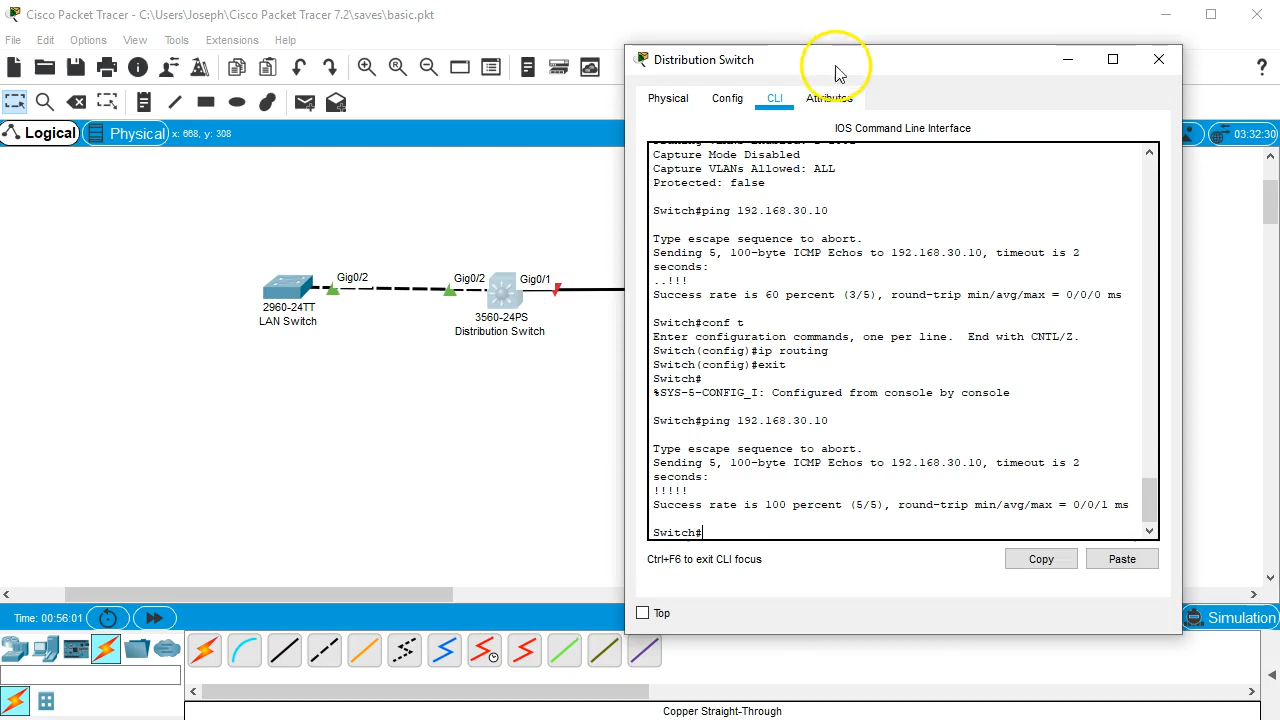 Cisco Packet Tracer - C:\Users\Joseph\Cisco Packet Tracer 7.2\saves\basic.pkt
File Edit Options View Tools Extensions Help
Logical Physical x: 668, y: 308
03:32:30
Distribution Switch
Physical Config CLI Attributes
IOS Command Line Interface
Capture Mode Disabled
Capture VLANs Allowed: ALL
Protected: false
Switch#ping 192.168.30.10
Type escape sequence to abort.
Sending 5, 100-byte ICMP Echos to 192.168.30.10, timeout is 2
seconds:
..!!!
Success rate is 60 percent (3/5), round-trip min/avg/max = 0/0/0 ms
Switch#conf t
Enter configuration commands, one per line.  End with CNTL/Z.
Switch(config)#ip routing
Switch(config)#exit
Switch#
%SYS-5-CONFIG_I: Configured from console by console
Switch#ping 192.168.30.10
Type escape sequence to abort.
Sending 5, 100-byte ICMP Echos to 192.168.30.10, timeout is 2
seconds:
!!!!!
Success rate is 100 percent (5/5), round-trip min/avg/max = 0/0/1 ms
Switch#
Ctrl+F6 to exit CLI focus
Copy Paste
Top
Gig0/2 Gig0/2 Gig0/1
2960-24TT
LAN Switch
3560-24PS
Distribution Switch
Time: 00:56:01
Simulation
Copper Straight-Through